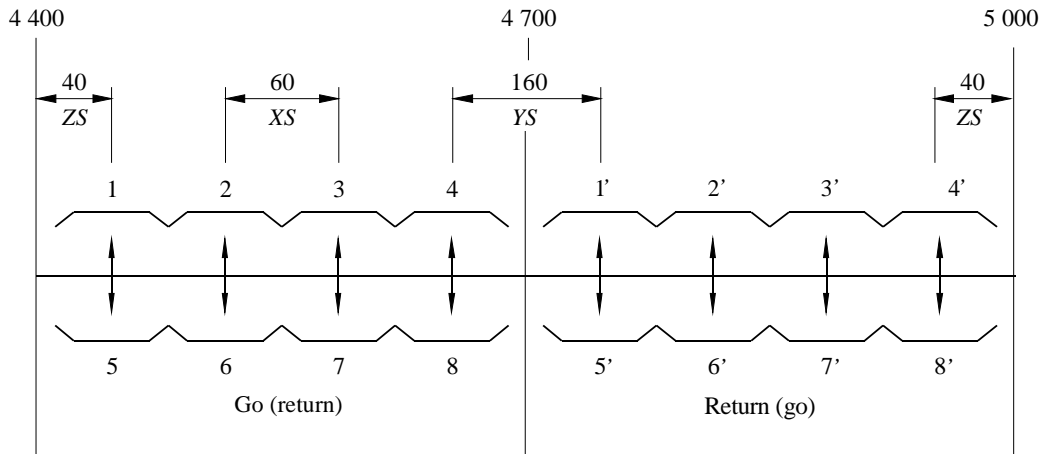 4 400 4 700 5 000
40 60 160 40
ZS XS YS ZS
1 2 3 4 1’ 2’ 3’ 4’
5 6 7 8 5’ 6’ 7’ 8’
Go (return) Return (go)